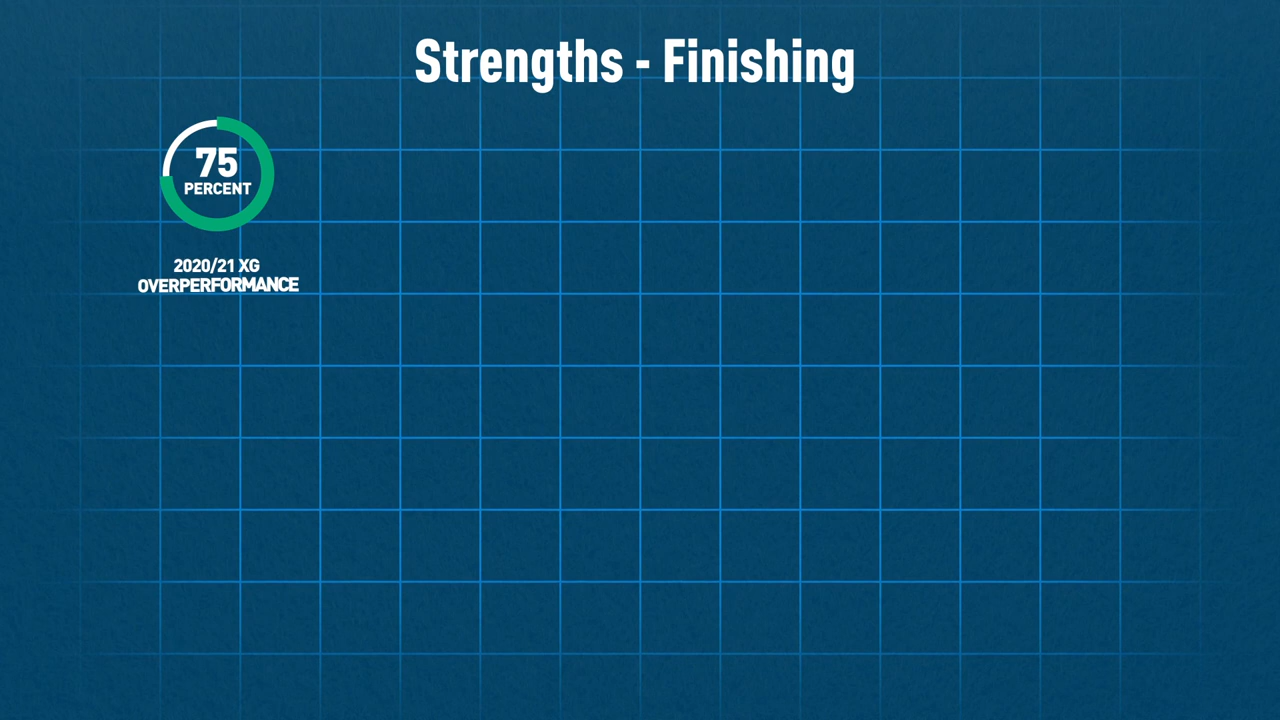 Strengths - Finishing
75
PERCENT
2020/21 XG
OVERPERFORMANCE